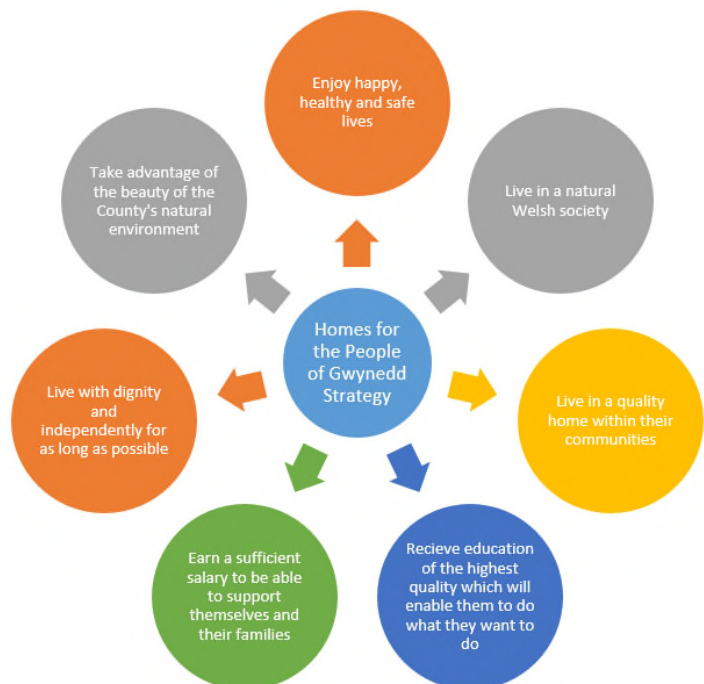 Enjoy happy,
healthy and safe
lives
Live in a natural
Welsh society
Live in a quality
home within their
communities
Recieve education
of the highest
quality which will
enable them to do
what they want to
do
Earn a sufficient
salary to be able
to support
themselves and
their families
Live with dignity
and
independently for
as long as possible
Take advantage of
the beauty of the
County's natural
environment
Homes for
the People
of Gwynedd
Strategy